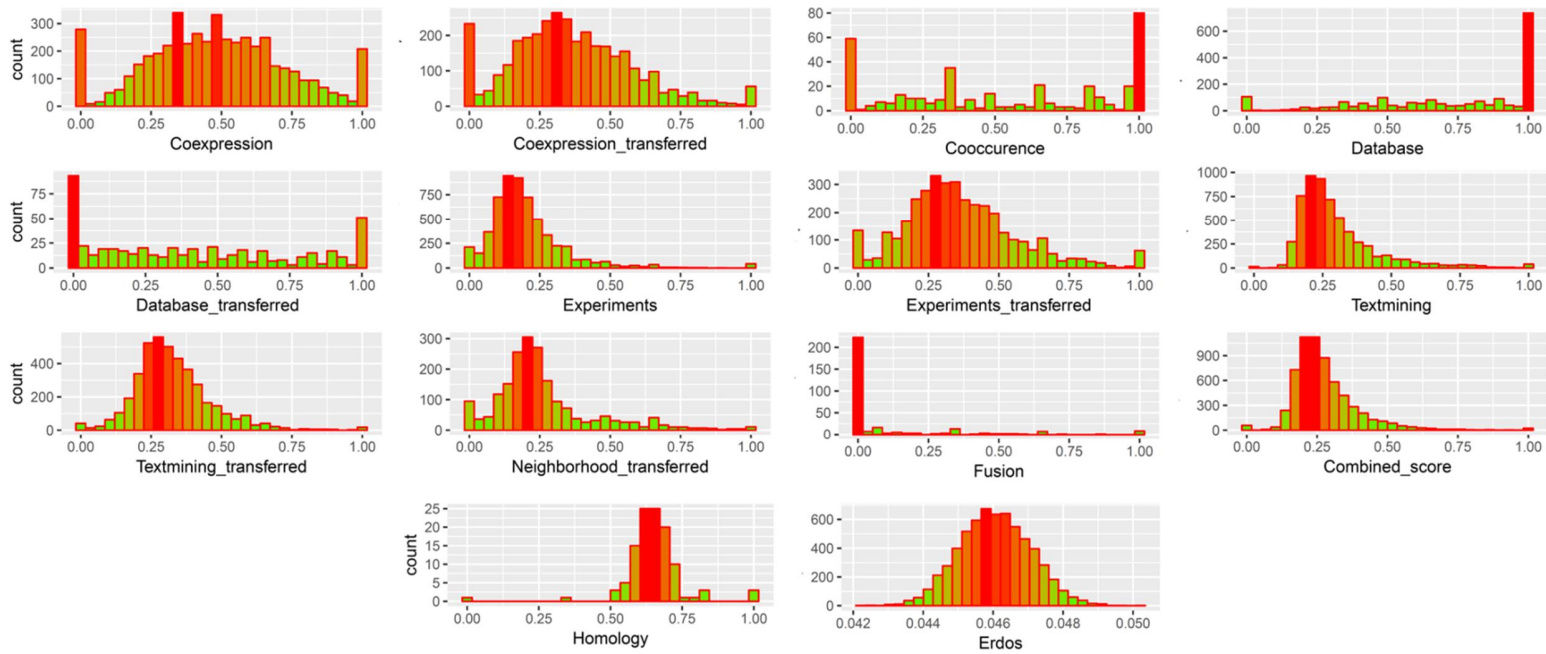 count
300
200
100
0
0.00 0.25 0.50 0.75 1.00
Coexpression
200
100
0
0.00 0.25 0.50 0.75 1.00
Coexpression_transferred
80
60
40
20
0
0.00 0.25 0.50 0.75 1.00
Cooccurence
600
400
200
0
0.00 0.25 0.50 0.75 1.00
Database
count
75
50
25
0
0.00 0.25 0.50 0.75 1.00
Database_transferred
750
500
250
0
0.00 0.25 0.50 0.75 1.00
Experiments
300
200
100
0
0.00 0.25 0.50 0.75 1.00
Experiments_transferred
1000
750
500
250
0
0.00 0.25 0.50 0.75 1.00
Textmining
count
400
200
0
0.00 0.25 0.50 0.75 1.00
Textmining_transferred
300
200
100
0
0.00 0.25 0.50 0.75 1.00
Neighborhood_transferred
200
150
100
50
0
0.00 0.25 0.50 0.75 1.00
Fusion
900
600
300
0
0.00 0.25 0.50 0.75 1.00
Combined_score
count
25
20
15
10
5
0
0.00 0.25 0.50 0.75 1.00
Homology
600
400
200
0
0.042 0.044 0.046 0.048 0.050
Erdos